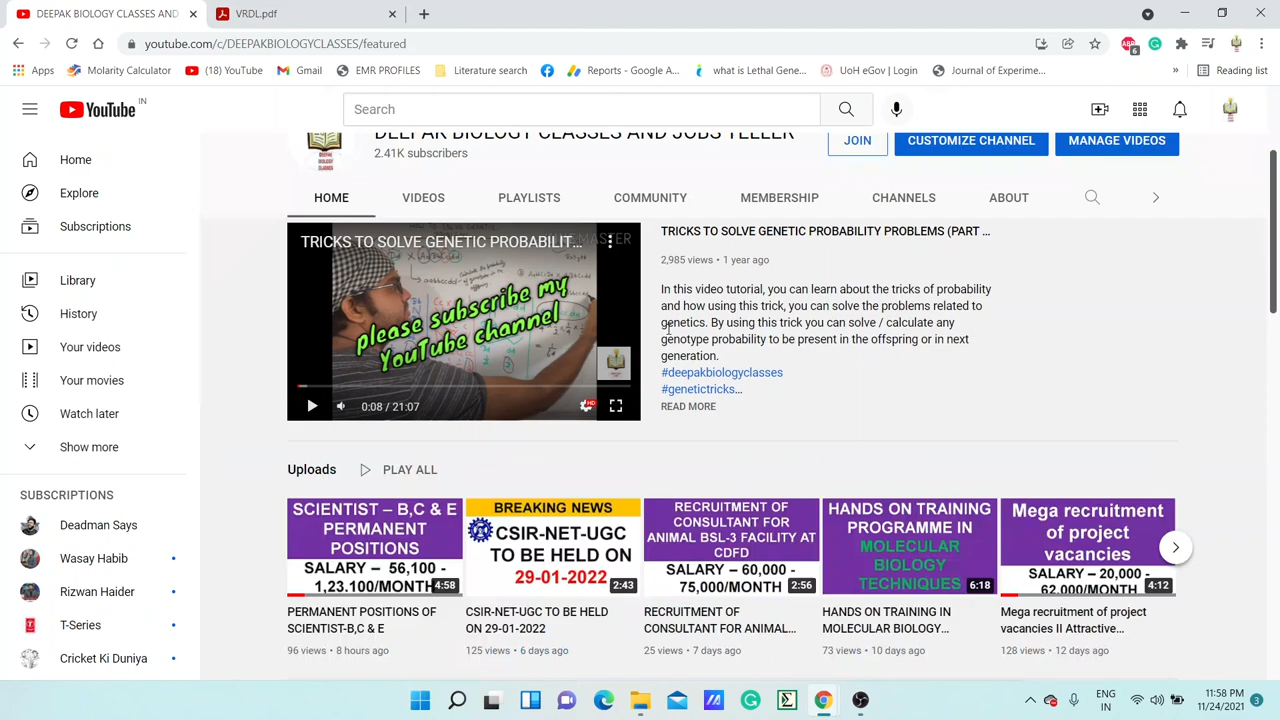 DEEPAK BIOLOGY CLASSES AND
VRDL.pdf
youtube.com/c/DEEPAKBIOLOGYCLASSES/featured
6
Apps
Molarity Calculator
(18) YouTube
Gmail
EMR PROFILES
Literature search
Reports - Google A...
what is Lethal Gene...
UoH eGov | Login
Journal of Experime...
»
Reading list
YouTube IN
Search
DEEPAK BIOLOGY CLASSES AND JOBS TELLER
2.41K subscribers
JOIN
CUSTOMIZE CHANNEL
MANAGE VIDEOS
Home
Explore
Subscriptions
Library
History
Your videos
Your movies
Watch later
Show more
SUBSCRIPTIONS
Deadman Says
Wasay Habib
Rizwan Haider
T-Series
Cricket Ki Duniya
HOME
VIDEOS
PLAYLISTS
COMMUNITY
MEMBERSHIP
CHANNELS
ABOUT
TRICKS TO SOLVE GENETIC PROBABILIT...
please subscribe my
YouTube channel
0:08 / 21:07
HD
TRICKS TO SOLVE GENETIC PROBABILITY PROBLEMS (PART ...
2,985 views • 1 year ago
In this video tutorial, you can learn about the tricks of probability
and how using this trick, you can solve the problems related to
genetics. By using this trick you can solve / calculate any
genotype probability to be present in the offspring or in next
generation.
#deepakbiologyclasses
#genetictricks...
READ MORE
Uploads
PLAY ALL
SCIENTIST – B,C & E
PERMANENT
POSITIONS
SALARY – 56,100 -
1,23,100/MONTH
4:58
PERMANENT POSITIONS OF
SCIENTIST-B,C & E
96 views • 8 hours ago
BREAKING NEWS
CSIR-NET-UGC
TO BE HELD ON
29-01-2022
2:43
CSIR-NET-UGC TO BE HELD
ON 29-01-2022
125 views • 6 days ago
RECRUITMENT OF
CONSULTANT FOR
ANIMAL BSL-3 FACILITY AT
CDFD
SALARY – 60,000 -
75,000/MONTH
2:56
RECRUITMENT OF
CONSULTANT FOR ANIMAL...
25 views • 7 days ago
HANDS ON TRAINING
PROGRAMME IN
MOLECULAR
BIOLOGY
TECHNIQUES
6:18
HANDS ON TRAINING IN
MOLECULAR BIOLOGY...
73 views • 10 days ago
Mega recruitment
of project
vacancies
SALARY – 20,000 -
62,000/MONTH
4:12
Mega recruitment of project
vacancies II Attractive...
128 views • 12 days ago
ENG
IN
11:58 PM
11/24/2021
3